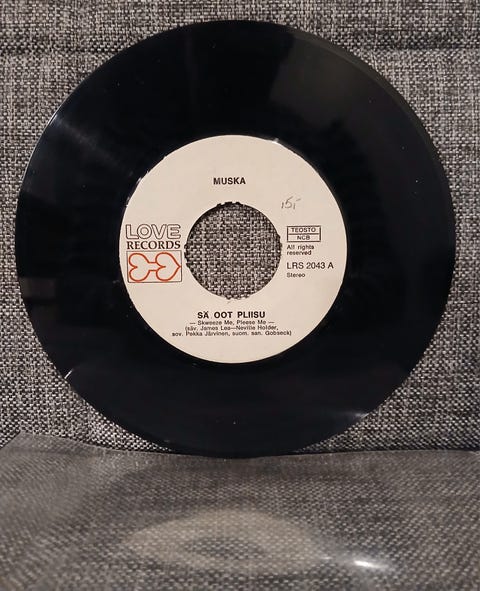 MUSKA
15,-
LOVE
RECORDS
TEOSTO
NCB
All rights
reserved
LRS 2043 A
Stereo
SÄ OOT PLIISU
— Skweeze Me, Pleese Me —
(säv. James Lea—Neville Holder,
sov. Pekka Järvinen, suom. san. Gobseck)